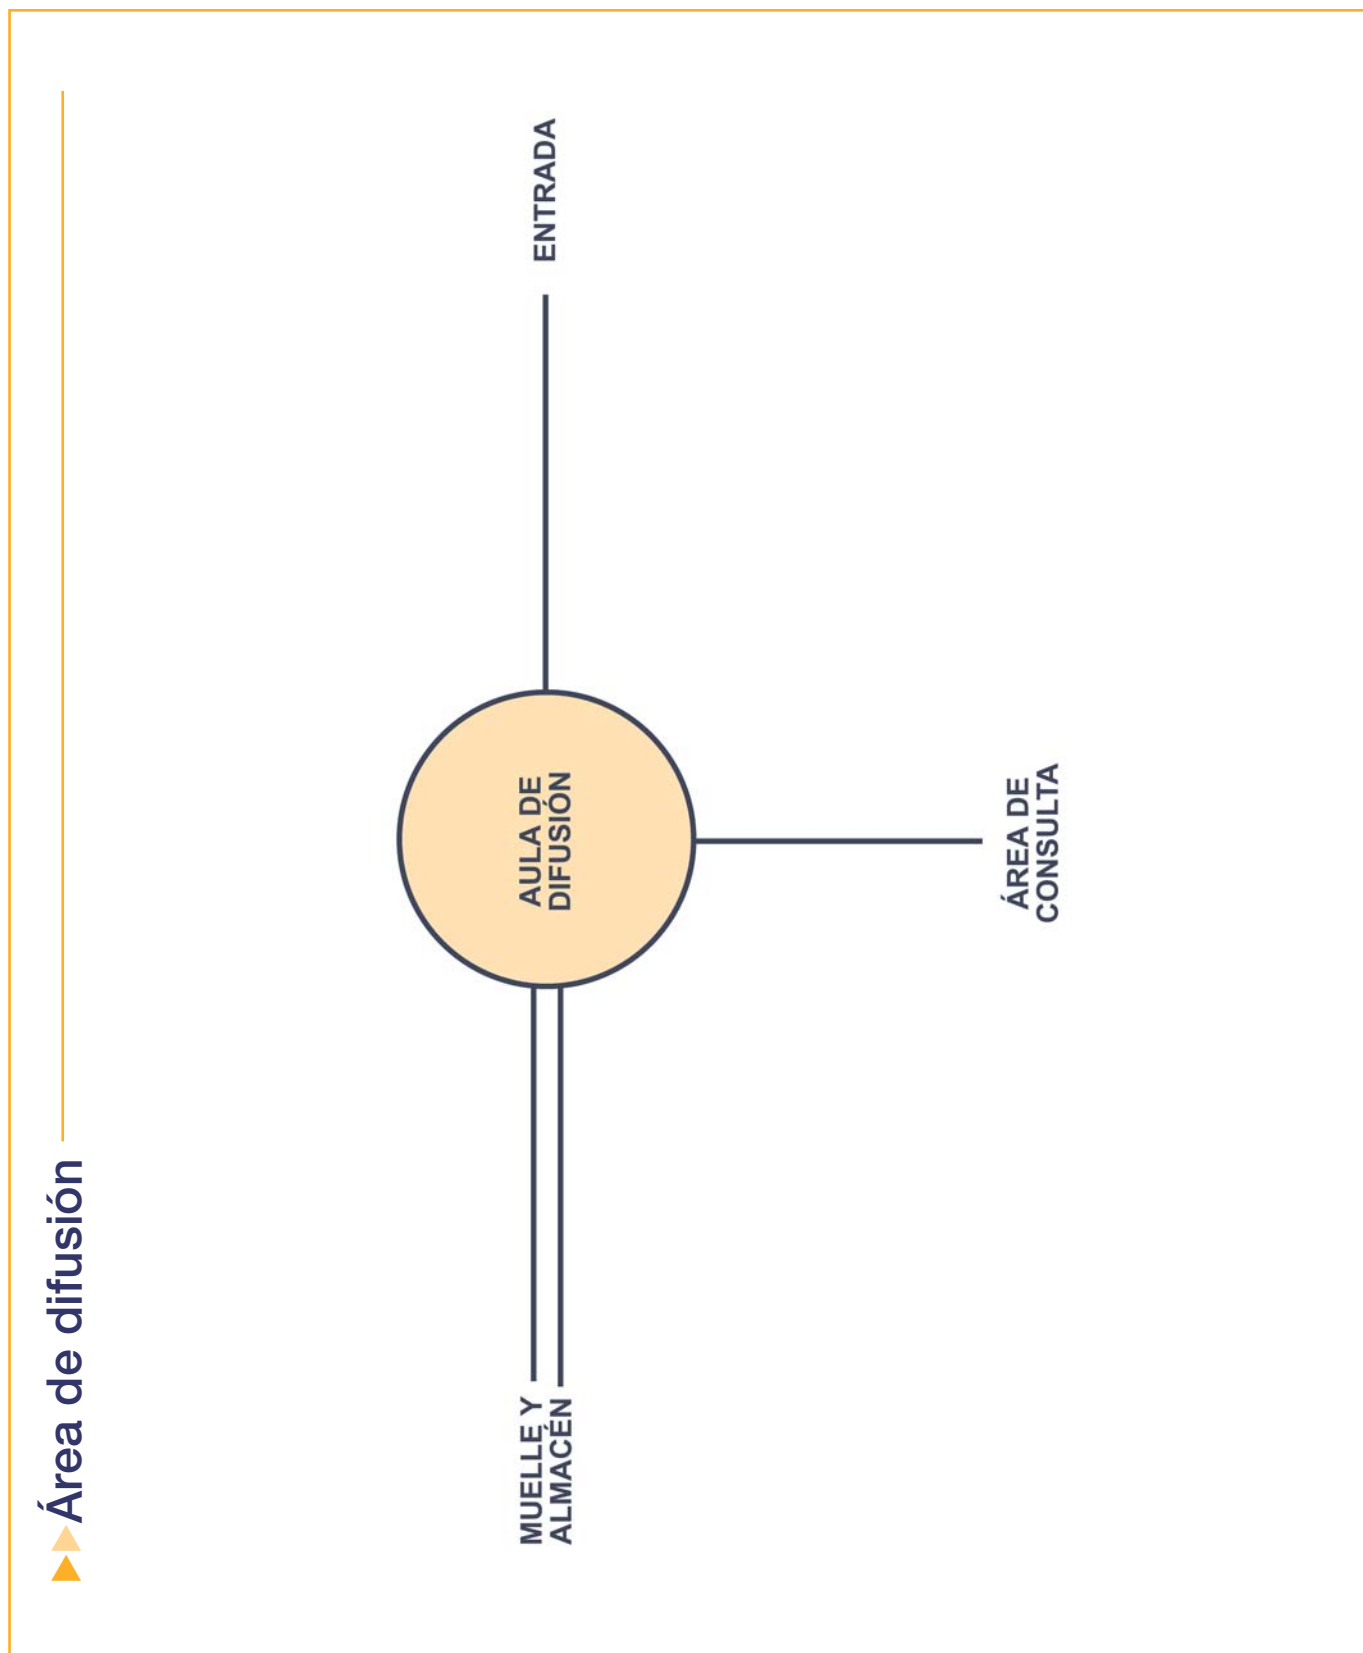 Área de difusión
MUELLE Y
ALMACÉN
AULA DE
DIFUSIÓN
ENTRADA
ÁREA DE
CONSULTA